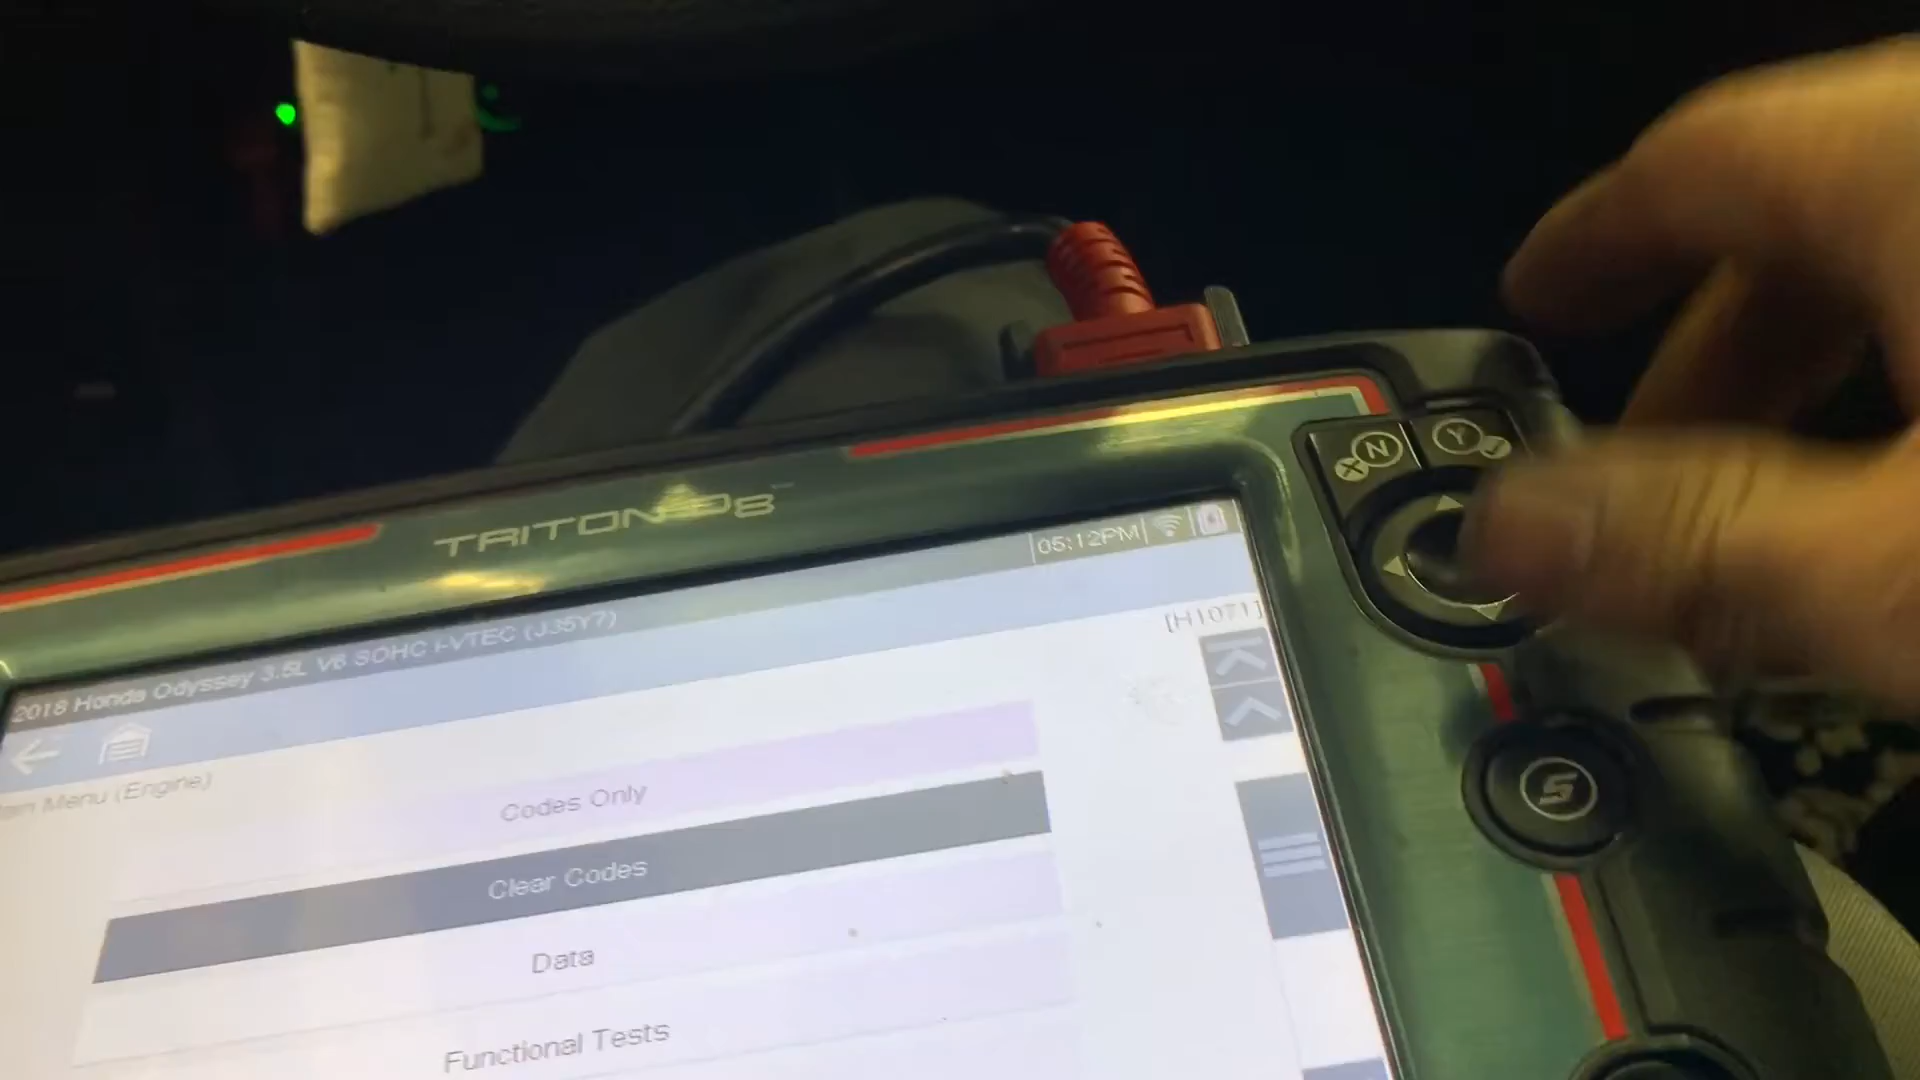 N
Y
X
TRITON-D8
05:12PM
2018 Honda Odyssey 3.5L V6 SOHC i-VTEC (J35Y7)
[H1071]
Menu (Engine)
Codes Only
Clear Codes
Data
Functional Tests
S